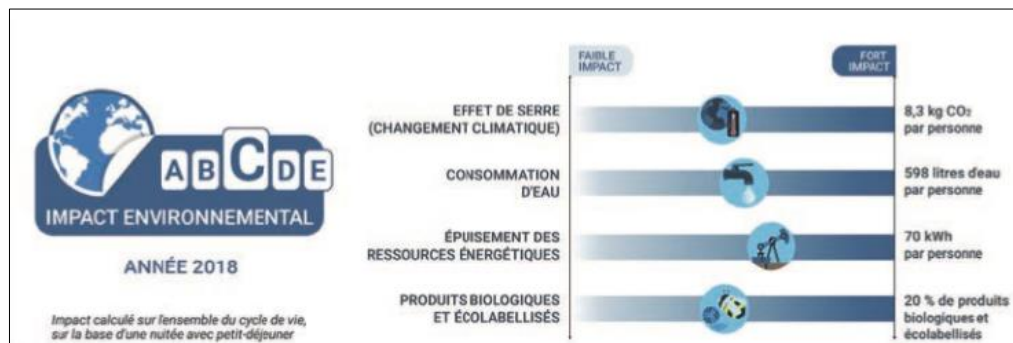 A B C D E
IMPACT ENVIRONNEMENTAL
ANNÉE 2018
Impact calculé sur l'ensemble du cycle de vie,
sur la base d'une nuitée avec petit-déjeuner
FAIBLE
IMPACT
FORT
IMPACT
EFFET DE SERRE
(CHANGEMENT CLIMATIQUE)
8,3 kg CO₂
par personne
CONSOMMATION
D'EAU
598 litres d'eau
par personne
ÉPUISEMENT DES
RESSOURCES ÉNERGÉTIQUES
70 kWh
par personne
PRODUITS BIOLOGIQUES
ET ÉCOLABELLISÉS
20 % de produits
biologiques et
écolabellisés